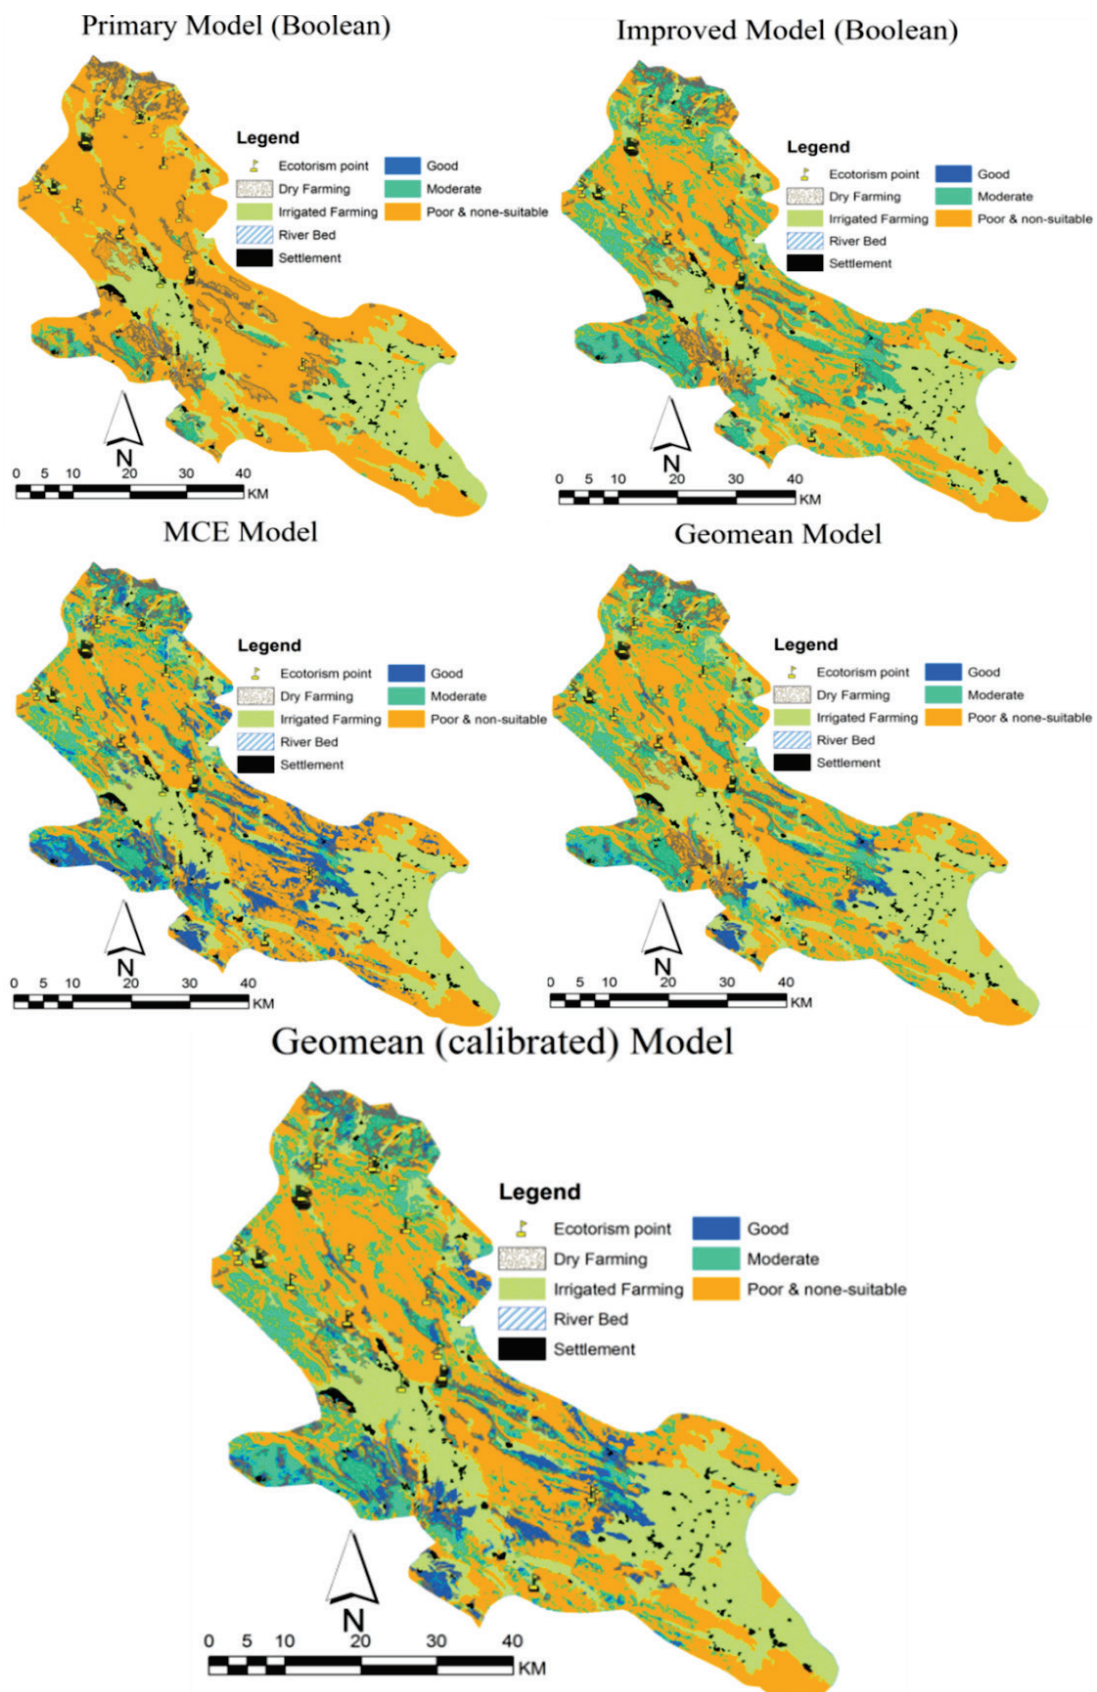 Primary Model (Boolean)
Legend
Ecotorism point
Good
Dry Farming
Moderate
Irrigated Farming
Poor & none-suitable
River Bed
Settlement
N
0 5 10 20 30 40
KM
Improved Model (Boolean)
Legend
Ecotorism point
Good
Dry Farming
Moderate
Irrigated Farming
Poor & non-suitable
River Bed
Settlement
N
0 5 10 20 30 40
KM
MCE Model
Legend
Ecotorism point
Good
Dry Farming
Moderate
Irrigated Farming
Poor & non-suitable
River Bed
Settlement
N
0 5 10 20 30 40
KM
Geomean Model
Legend
Ecotorism point
Good
Dry Farming
Moderate
Irrigated Farming
Poor & none-suitable
River Bed
Settlement
N
0 5 10 20 30 40
KM
Geomean (calibrated) Model
Legend
Ecotorism point
Good
Dry Farming
Moderate
Irrigated Farming
Poor & none-suitable
River Bed
Settlement
N
0 5 10 20 30 40
KM